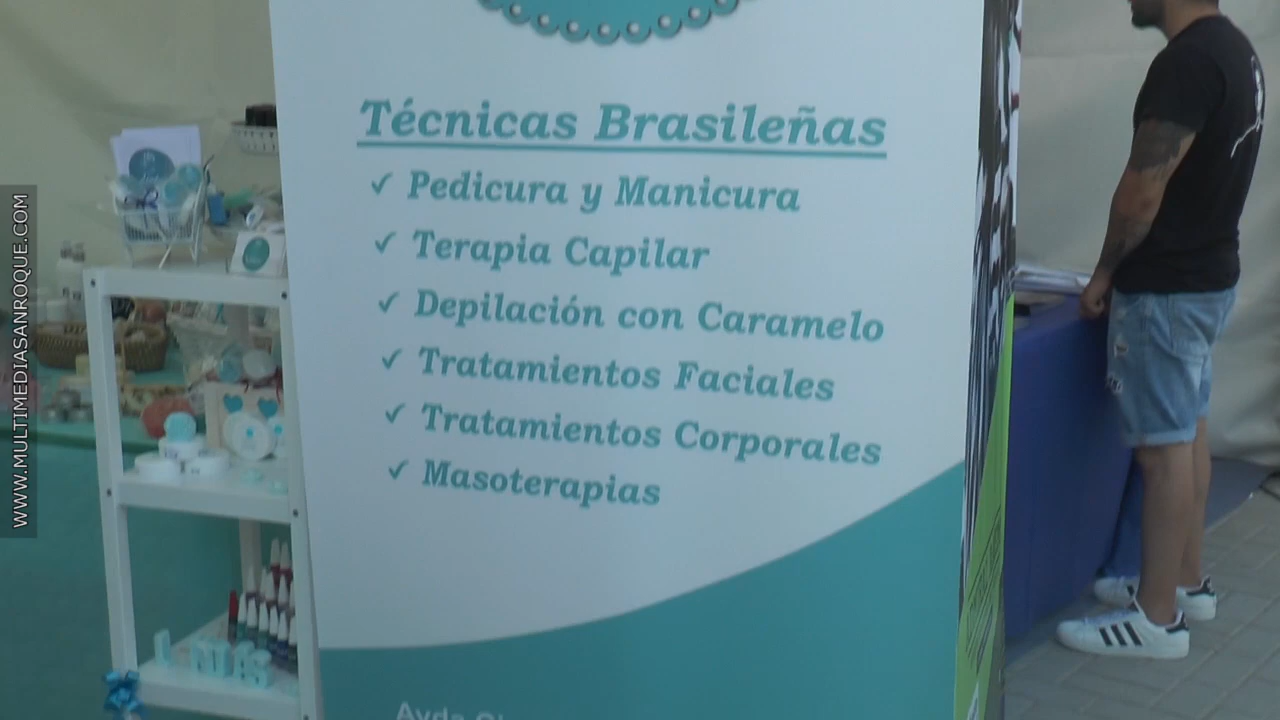 Técnicas Brasileñas
✓ Pedicura y Manicura
✓ Terapia Capilar
✓ Depilación con Caramelo
✓ Tratamientos Faciales
✓ Tratamientos Corporales
✓ Masoterapias
WWW.MULTIMEDIASANROQUE.COM